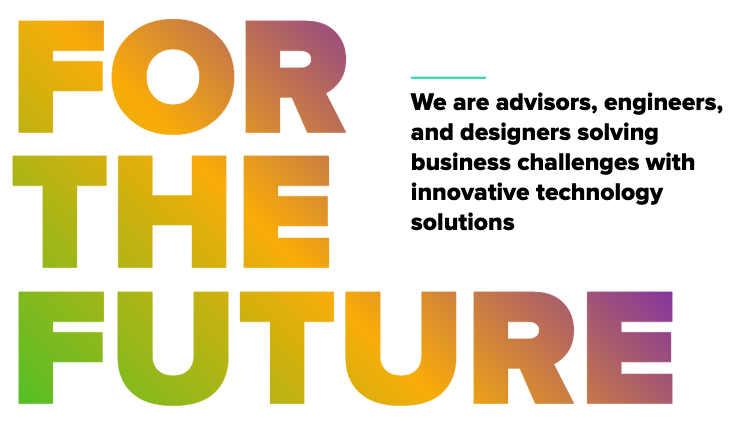 FOR
THE
FUTURE
We are advisors, engineers,
and designers solving
business challenges with
innovative technology
solutions